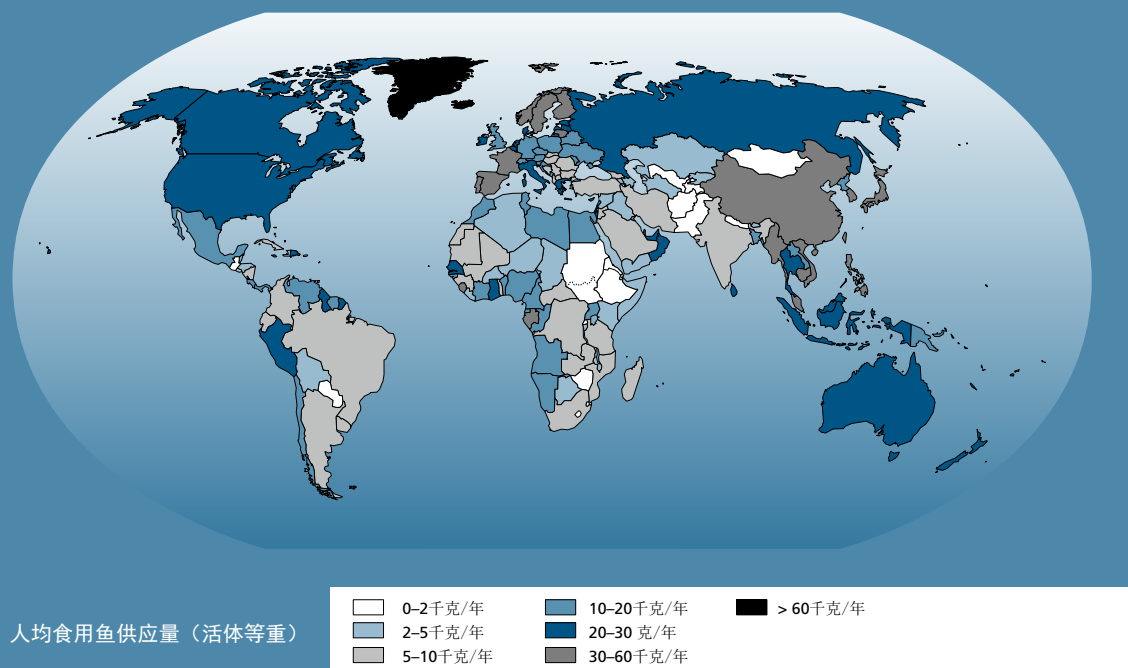 人均食用鱼供应量（活体等重）
0–2千克/年
2–5千克/年
5–10千克/年
10–20千克/年
20–30 克/年
30–60千克/年
> 60千克/年